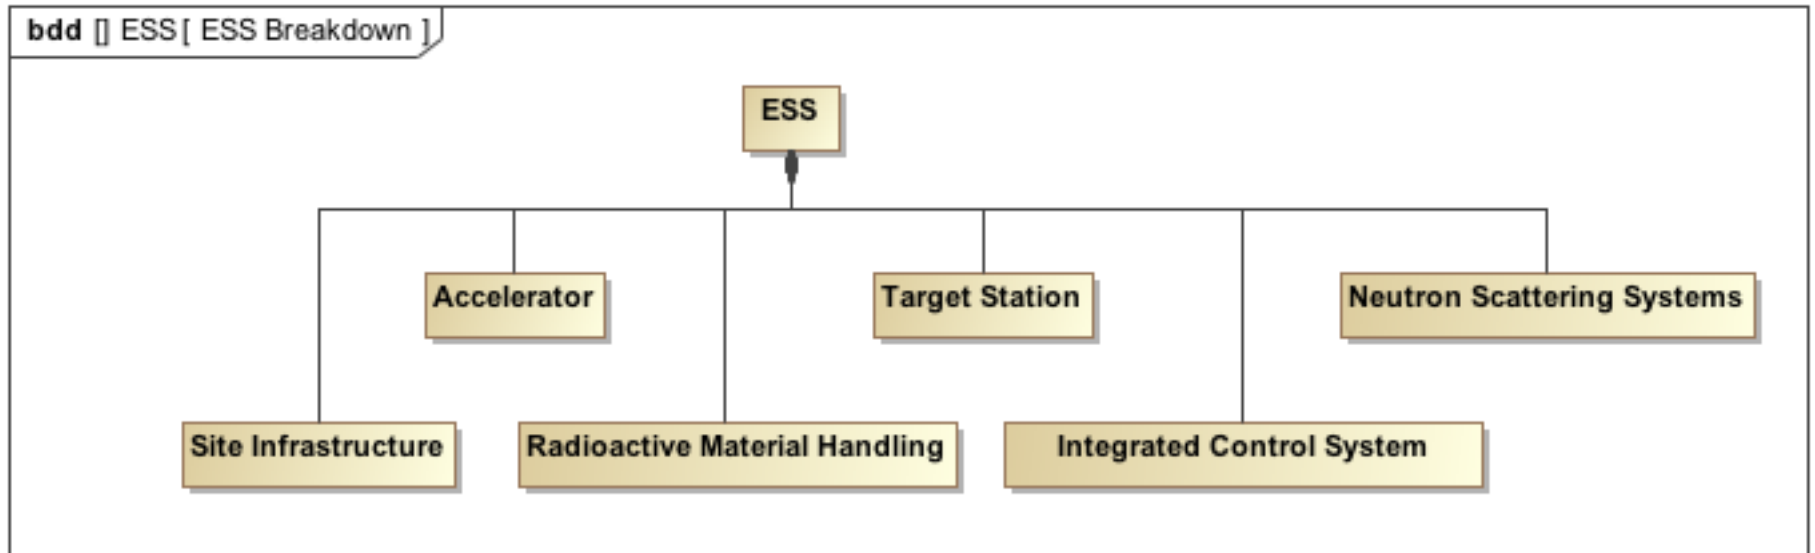 bdd [] ESS [ ESS Breakdown ]
ESS
Accelerator
Target Station
Neutron Scattering Systems
Site Infrastructure
Radioactive Material Handling
Integrated Control System